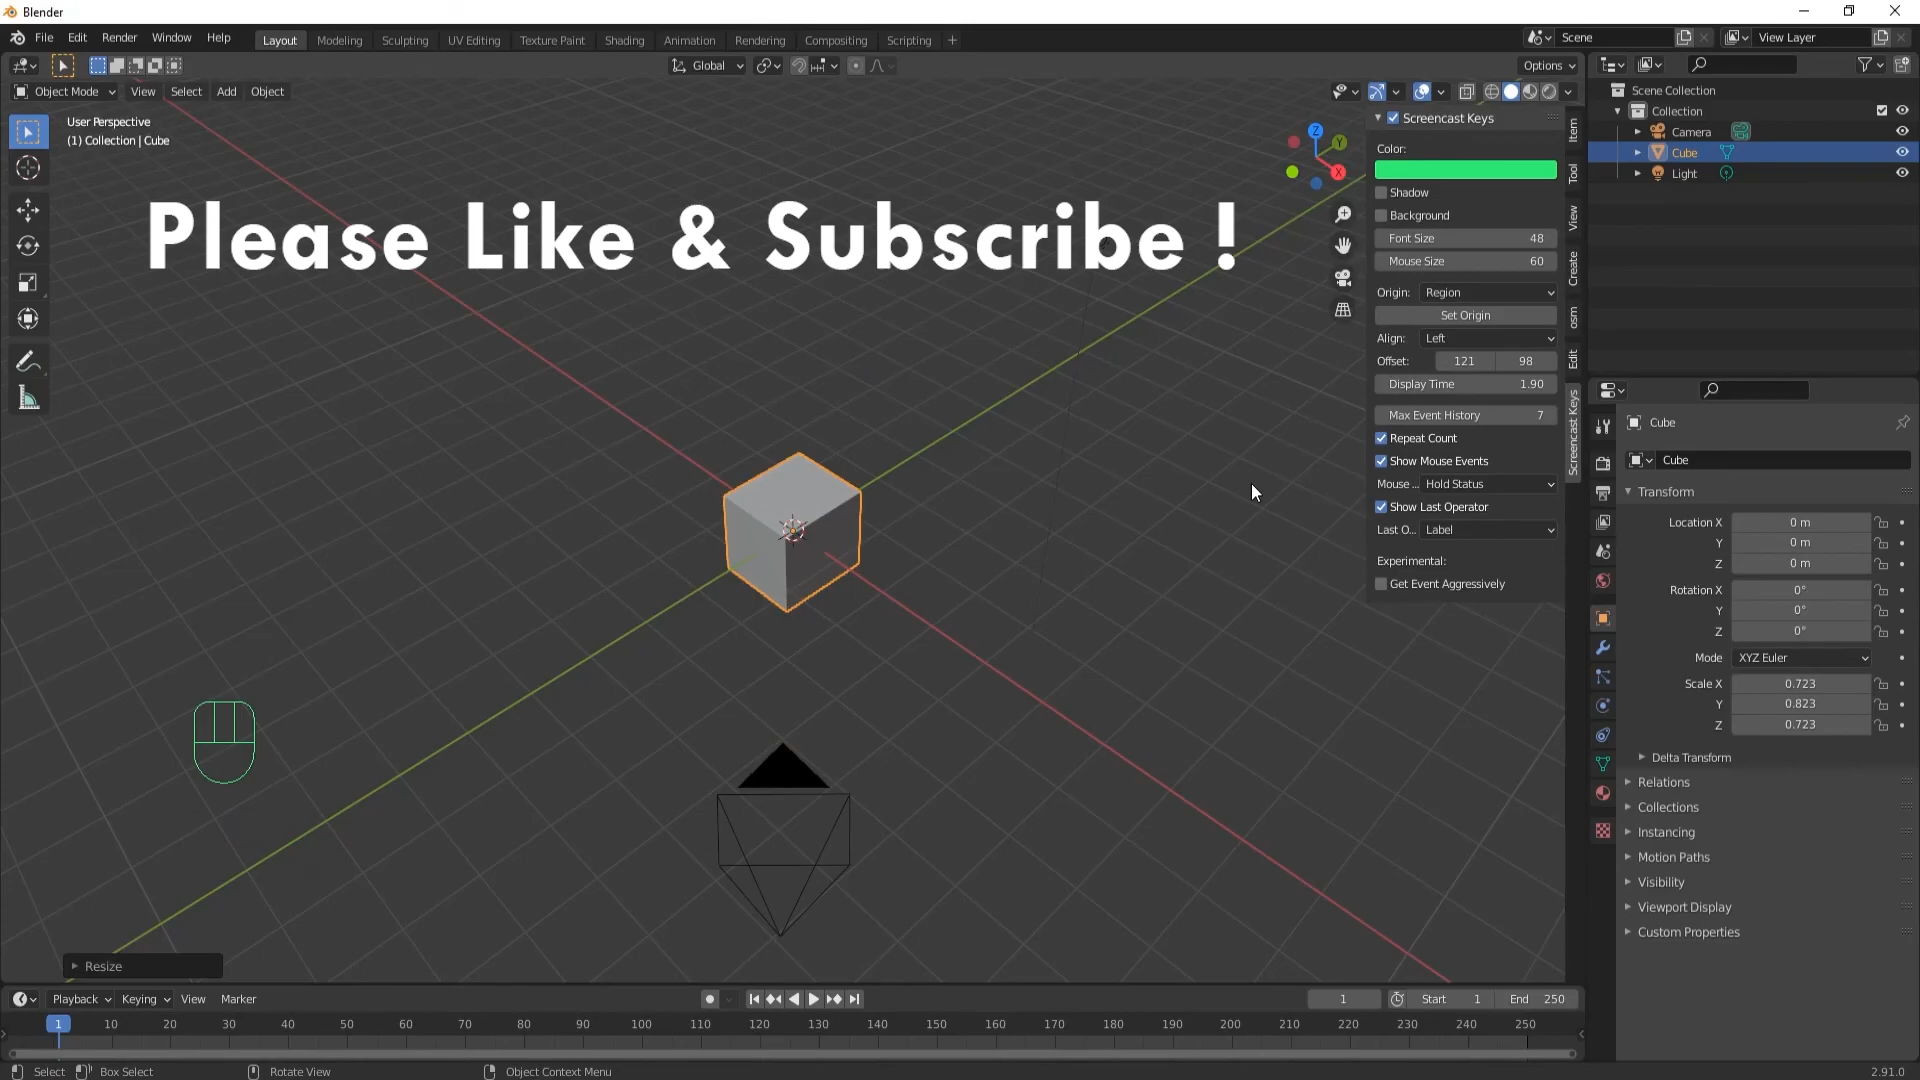 Blender
File Edit Render Window Help
Layout Modeling Sculpting UV Editing Texture Paint Shading Animation Rendering Compositing Scripting +
Scene
View Layer
Global
Options
Object Mode View Select Add Object
User Perspective
(1) Collection | Cube
Please Like & Subscribe !
Z
Y
X
Screencast Keys
Color:
Shadow
Background
Font Size 48
Mouse Size 60
Origin: Region
Set Origin
Align: Left
Offset: 121 98
Display Time 1.90
Max Event History 7
Repeat Count
Show Mouse Events
Mouse ... Hold Status
Show Last Operator
Last O... Label
Experimental:
Get Event Aggressively
Item
Tool
View
Create
osm
Edit
Screencast Keys
Scene Collection
Collection
Camera
Cube
Light
Cube
Cube
Transform
Location X 0 m
Y 0 m
Z 0 m
Rotation X 0°
Y 0°
Z 0°
Mode XYZ Euler
Scale X 0.723
Y 0.823
Z 0.723
Delta Transform
Relations
Collections
Instancing
Motion Paths
Visibility
Viewport Display
Custom Properties
Resize
Playback Keying View Marker
1
Start 1 End 250
1 10 20 30 40 50 60 70 80 90 100 110 120 130 140 150 160 170 180 190 200 210 220 230 240 250
Select Box Select Rotate View Object Context Menu
2.91.0